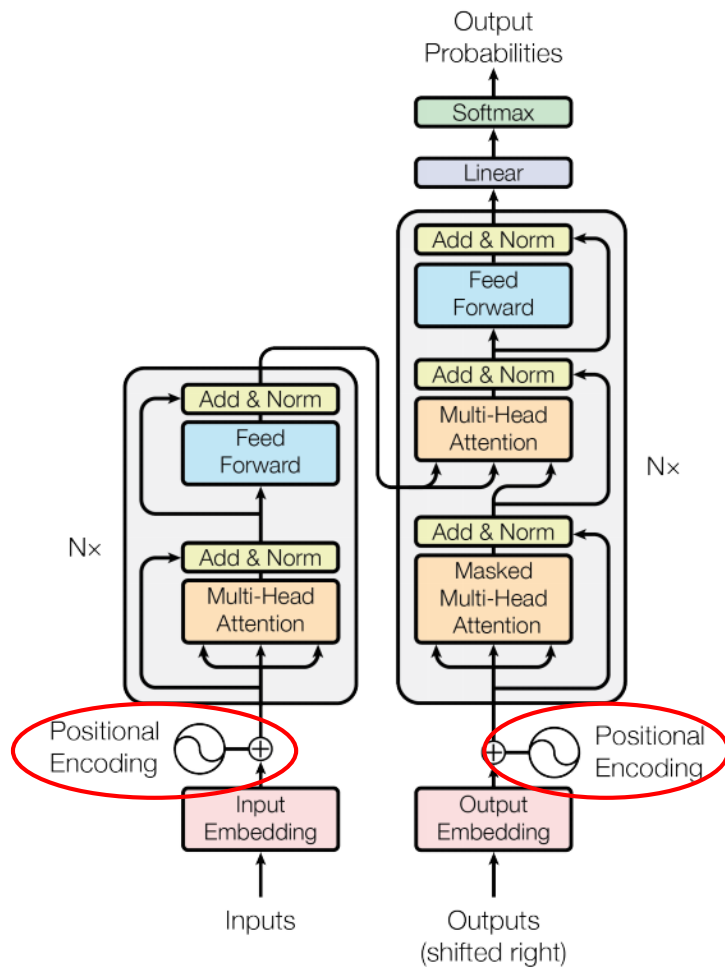 Output
Probabilities
Softmax
Linear
Add & Norm
Feed
Forward
Add & Norm
Multi-Head
Attention
Nx
Add & Norm
Masked
Multi-Head
Attention
Add & Norm
Feed
Forward
Nx
Add & Norm
Multi-Head
Attention
Positional
Encoding
Positional
Encoding
Input
Embedding
Output
Embedding
Inputs
Outputs
(shifted right)